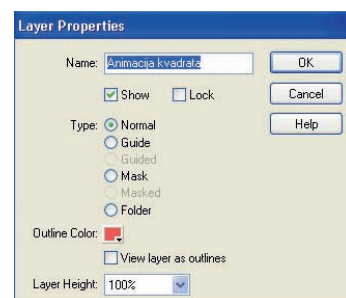 Layer Properties
Name: Animacija kvadrata OK
Show Lock Cancel
Type: Normal Help
Guide
Guided
Mask
Masked
Folder
Outline Color:
View layer as outlines
Layer Height: 100%